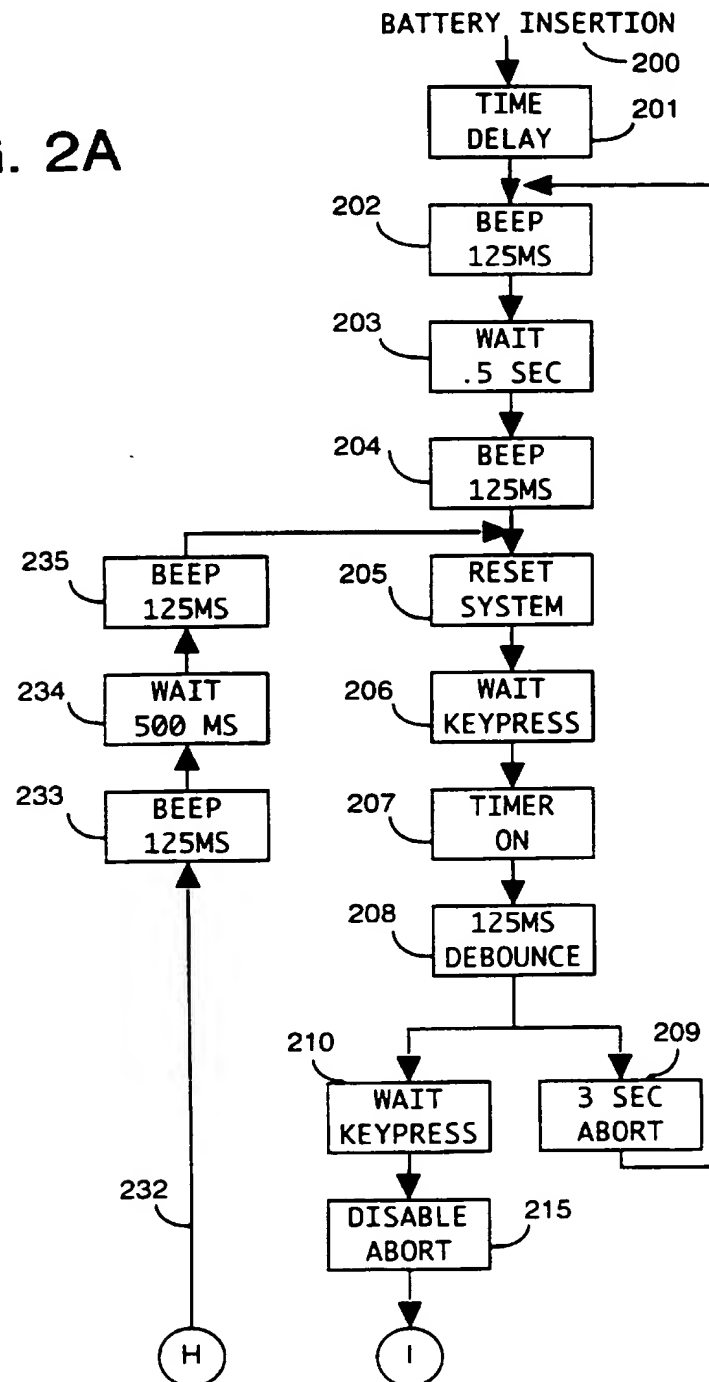 BATTERY INSERTION
200
TIME
DELAY
201
. 2A
202
BEEP
125MS
203
WAIT
.5 SEC
204
BEEP
125MS
235
BEEP
125MS
205
RESET
SYSTEM
234
WAIT
500 MS
206
WAIT
KEYPRESS
233
BEEP
125MS
207
TIMER
ON
208
125MS
DEBOUNCE
210
WAIT
KEYPRESS
209
3 SEC
ABORT
232
DISABLE
ABORT
215
H
I